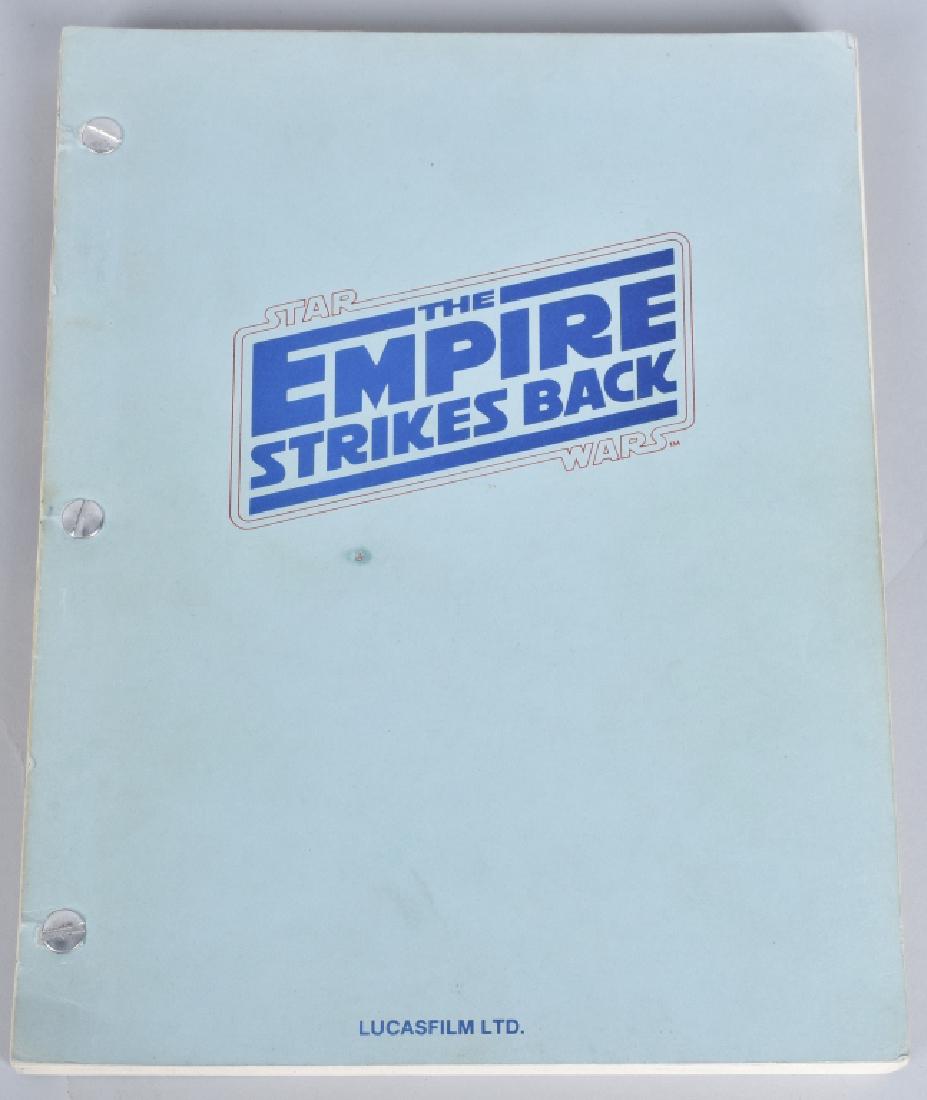 STAR
THE
EMPIRE
STRIKES BACK
WARS™
LUCASFILM LTD.